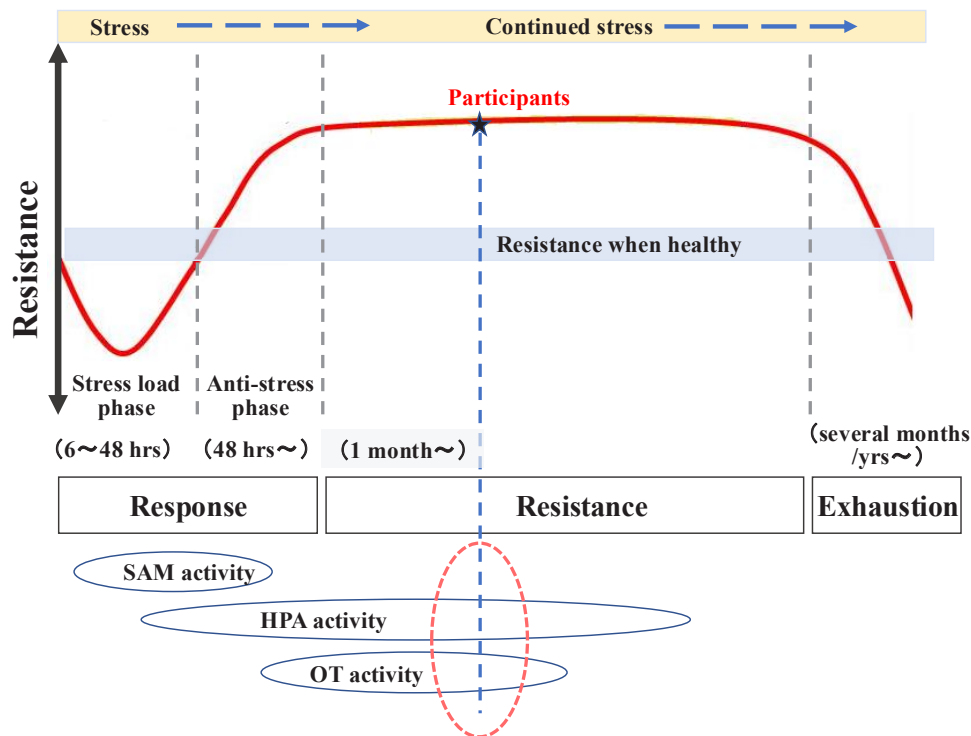 Stress
Continued stress
Participants
Resistance
Resistance when healthy
Stress load
phase
Anti-stress
phase
（6～48 hrs）
（48 hrs～）
（1 month～）
（several months
/yrs～）
Response
Resistance
Exhaustion
SAM activity
HPA activity
OT activity